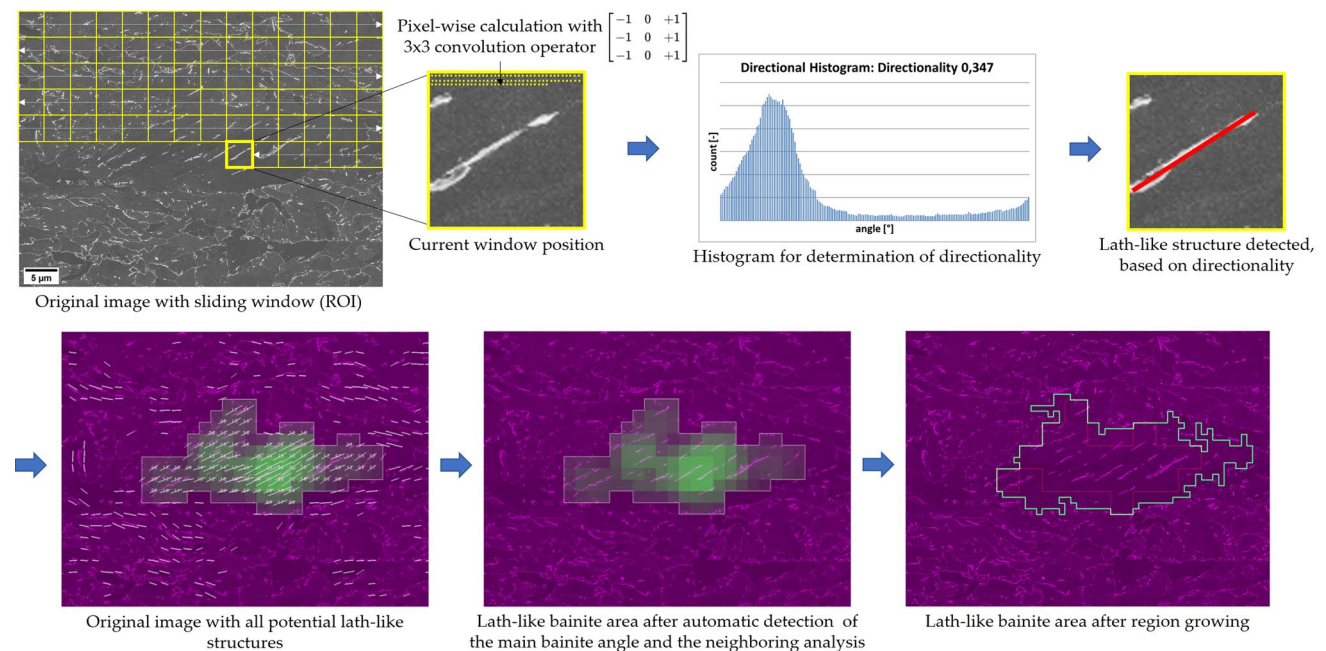 Pixel-wise calculation with
3x3 convolution operator
−1 0 +1
−1 0 +1
−1 0 +1
5 µm
Original image with sliding window (ROI)
Current window position
Directional Histogram: Directionality 0,347
count [-]
angle [°]
Histogram for determination of directionality
Lath-like structure detected,
based on directionality
Original image with all potential lath-like
structures
Lath-like bainite area after automatic detection of
the main bainite angle and the neighboring analysis
Lath-like bainite area after region growing